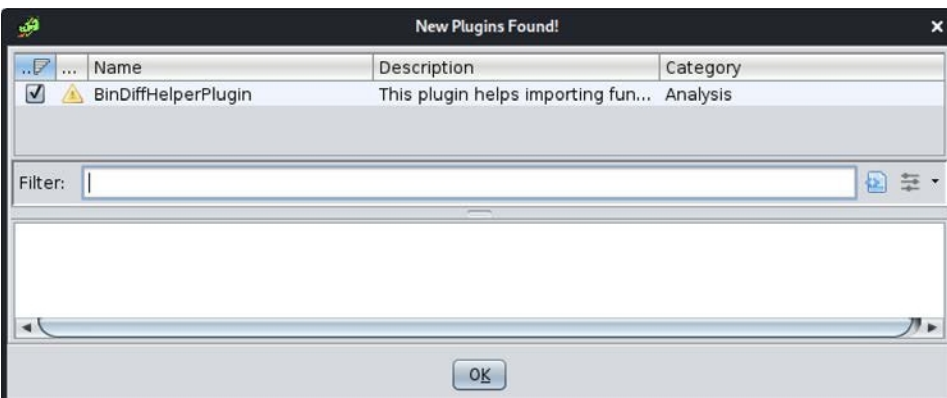 New Plugins Found!
.. ... Name Description Category
BinDiffHelperPlugin This plugin helps importing fun... Analysis
Filter:
OK